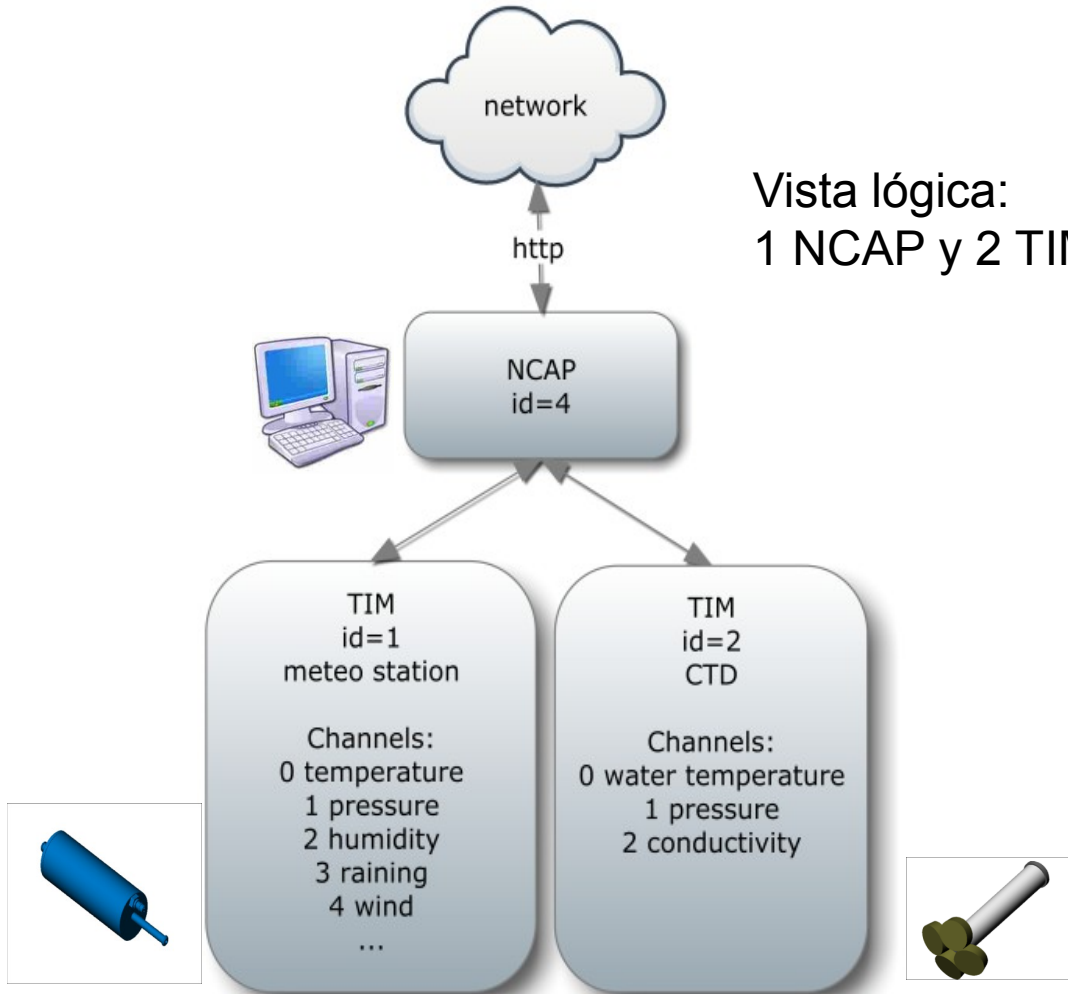 network
Vista lógica:
1 NCAP y 2
http
NCAP
id=4
TIM
id=1
meteo station
Channels:
0 temperature
1 pressure
2 humidity
3 raining
4 wind
...
TIM
id=2
CTD
Channels:
0 water temperature
1 pressure
2 conductivity